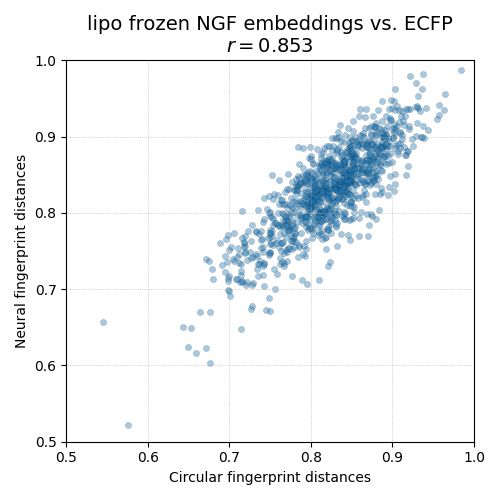 lipo frozen NGF embeddings vs. ECFP
r = 0.853
1.0
0.9
0.8
0.7
0.6
0.5
Neural fingerprint distances
0.5 0.6 0.7 0.8 0.9 1.0
Circular fingerprint distances